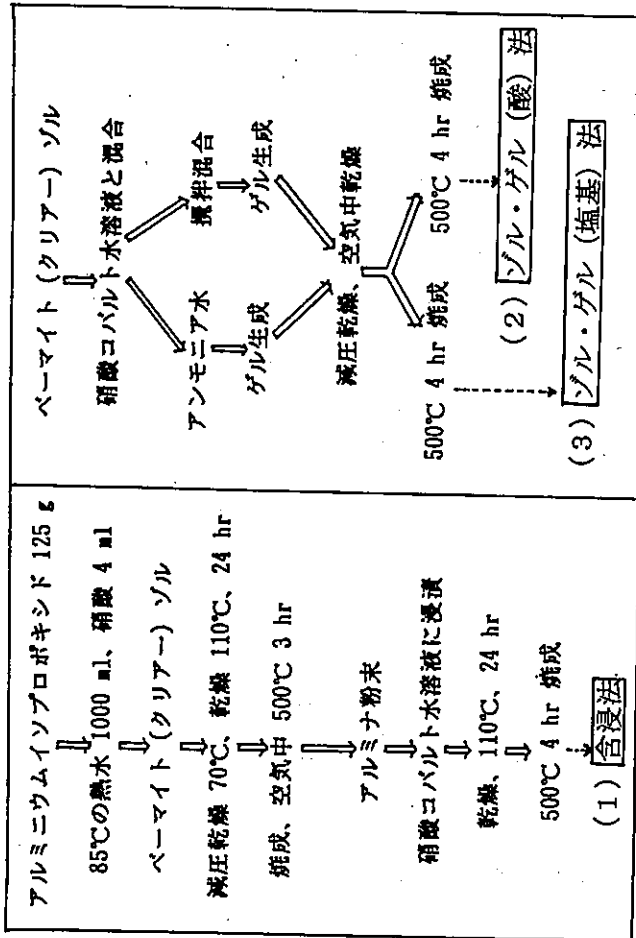 アルミニウムイソプロポキシド 125 g
85℃の熱水 1000 ml、硝酸 4 ml
ベーマイト (クリアー) ゾル
減圧乾燥 70℃、乾燥 110℃、24 hr
焼成、空気中 500℃ 3 hr
アルミナ粉末
硝酸コバルト水溶液に浸漬
乾燥、110℃、24 hr
500℃ 4 hr 焼成
(1) 含浸法
ベーマイト (クリアー) ゾル
硝酸コバルト水溶液と混合
アンモニア水
攪拌混合
ゲル生成
ゲル生成
減圧乾燥、空気中乾燥
500℃ 4 hr 焼成
500℃ 4 hr 焼成
(2) ゾル・ゲル (酸) 法
(3) ゾル・ゲル (塩基) 法